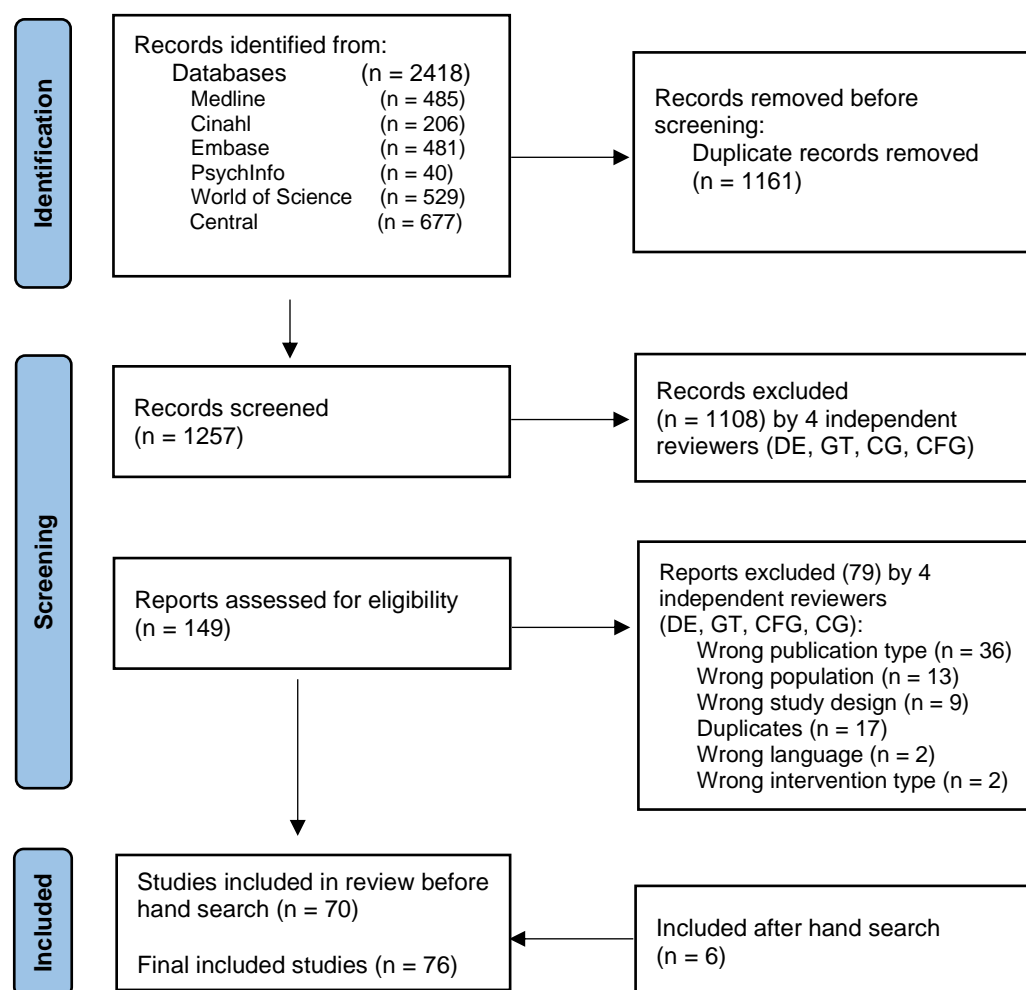 Identification
Records identified from:
Databases (n = 2418)
Medline (n = 485)
Cinahl (n = 206)
Embase (n = 481)
PsychInfo (n = 40)
World of Science (n = 529)
Central (n = 677)
Records removed before
screening:
Duplicate records removed
(n = 1161)
Screening
Records screened
(n = 1257)
Records excluded
(n = 1108) by 4 independent
reviewers (DE, GT, CG, CFG)
Reports assessed for eligibility
(n = 149)
Reports excluded (79) by 4
independent reviewers
(DE, GT, CFG, CG):
Wrong publication type (n = 36)
Wrong population (n = 13)
Wrong study design (n = 9)
Duplicates (n = 17)
Wrong language (n = 2)
Wrong intervention type (n = 2)
Included
Studies included in review before
hand search (n = 70)
Final included studies (n = 76)
Included after hand search
(n = 6)